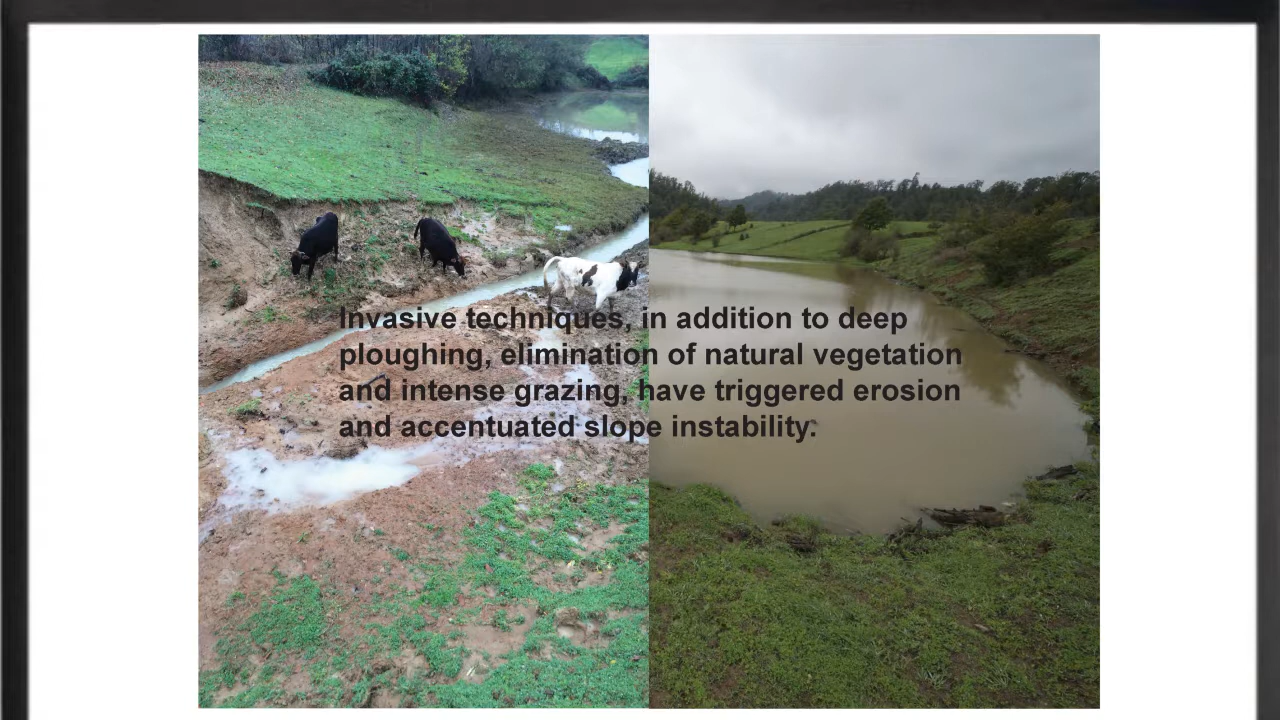 Invasive techniques, in addition to deep
ploughing, elimination of natural vegetation
and intense grazing, have triggered erosion
and accentuated slope instability.